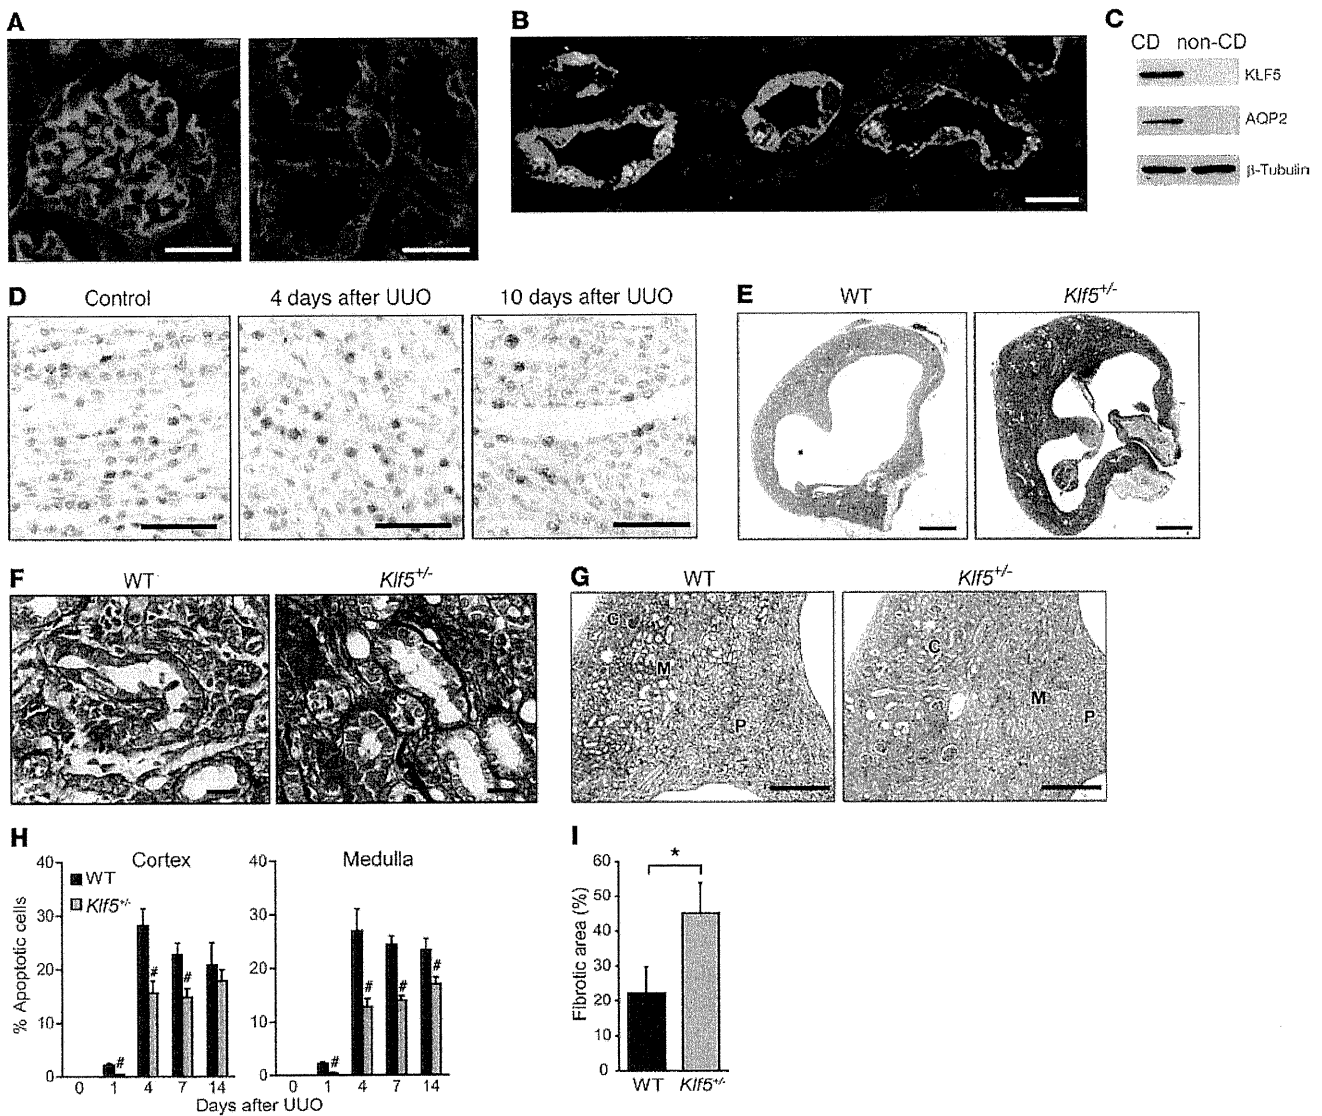 A
B
C
CD non-CD
KLF5
AQP2
β-Tubulin
D
Control
4 days after UUO
10 days after UUO
E
WT
Klf5+/-
F
WT
Klf5+/-
G
WT
Klf5+/-
C
M
P
C
M
P
H
Cortex
Medulla
WT
Klf5+/-
% Apoptotic cells
40
30
20
10
0
# # #
0 1 4 7 14
40
30
20
10
0
# # # #
0 1 4 7 14
Days after UUO
I
*
Fibrotic area (%)
60
50
40
30
20
10
0
WT Klf5+/-